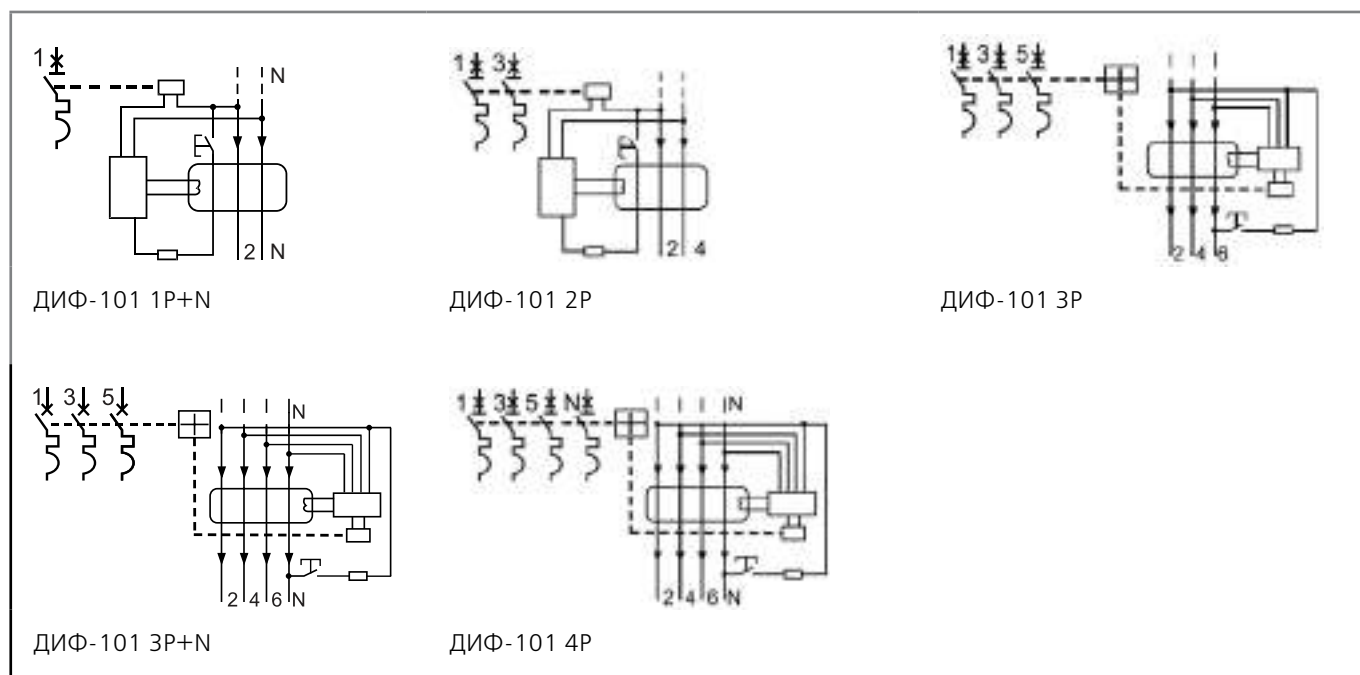 1 N
2 N
ДИФ-101 1P+N
1 3
2 4
ДИФ-101 2P
1 3 5
2 4 6
ДИФ-101 3P
1 3 5 N
2 4 6 N
ДИФ-101 3P+N
1 3 5 N N
2 4 6 N
ДИФ-101 4P